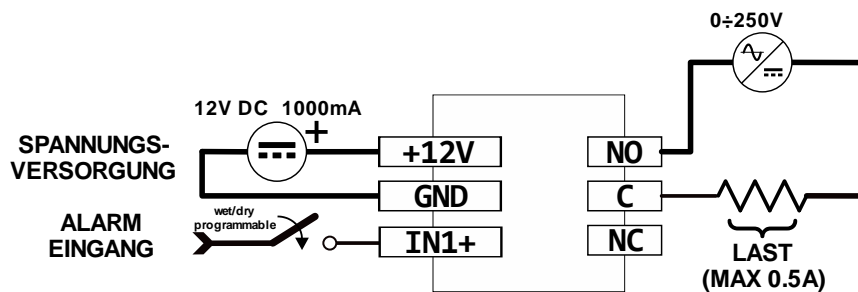 0÷250V
12V DC 1000mA
+
SPANNUNGS-
VERSORGUNG
+12V
NO
GND
C
ALARM
EINGANG
wet/dry
programmable
IN1+
NC
LAST
(MAX 0.5A)